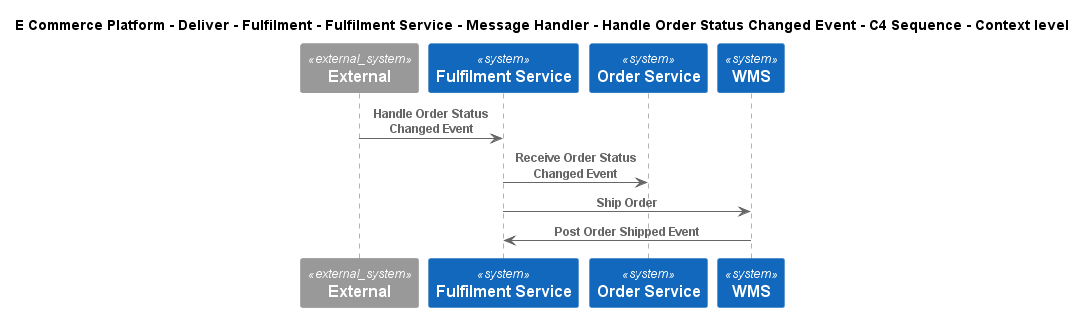 E Commerce Platform - Deliver - Fulfilment - Fulfilment Service - Message Handler - Handle Order Status Changed Event - C4 Sequence - Context level
«external_system» «system» «system» «system»
External Fulfilment Service Order Service WMS
Handle Order Status
Changed Event
Receive Order Status
Changed Event
Ship Order
Post Order Shipped Event
«external_system» «system» «system» «system»
External Fulfilment Service Order Service WMS